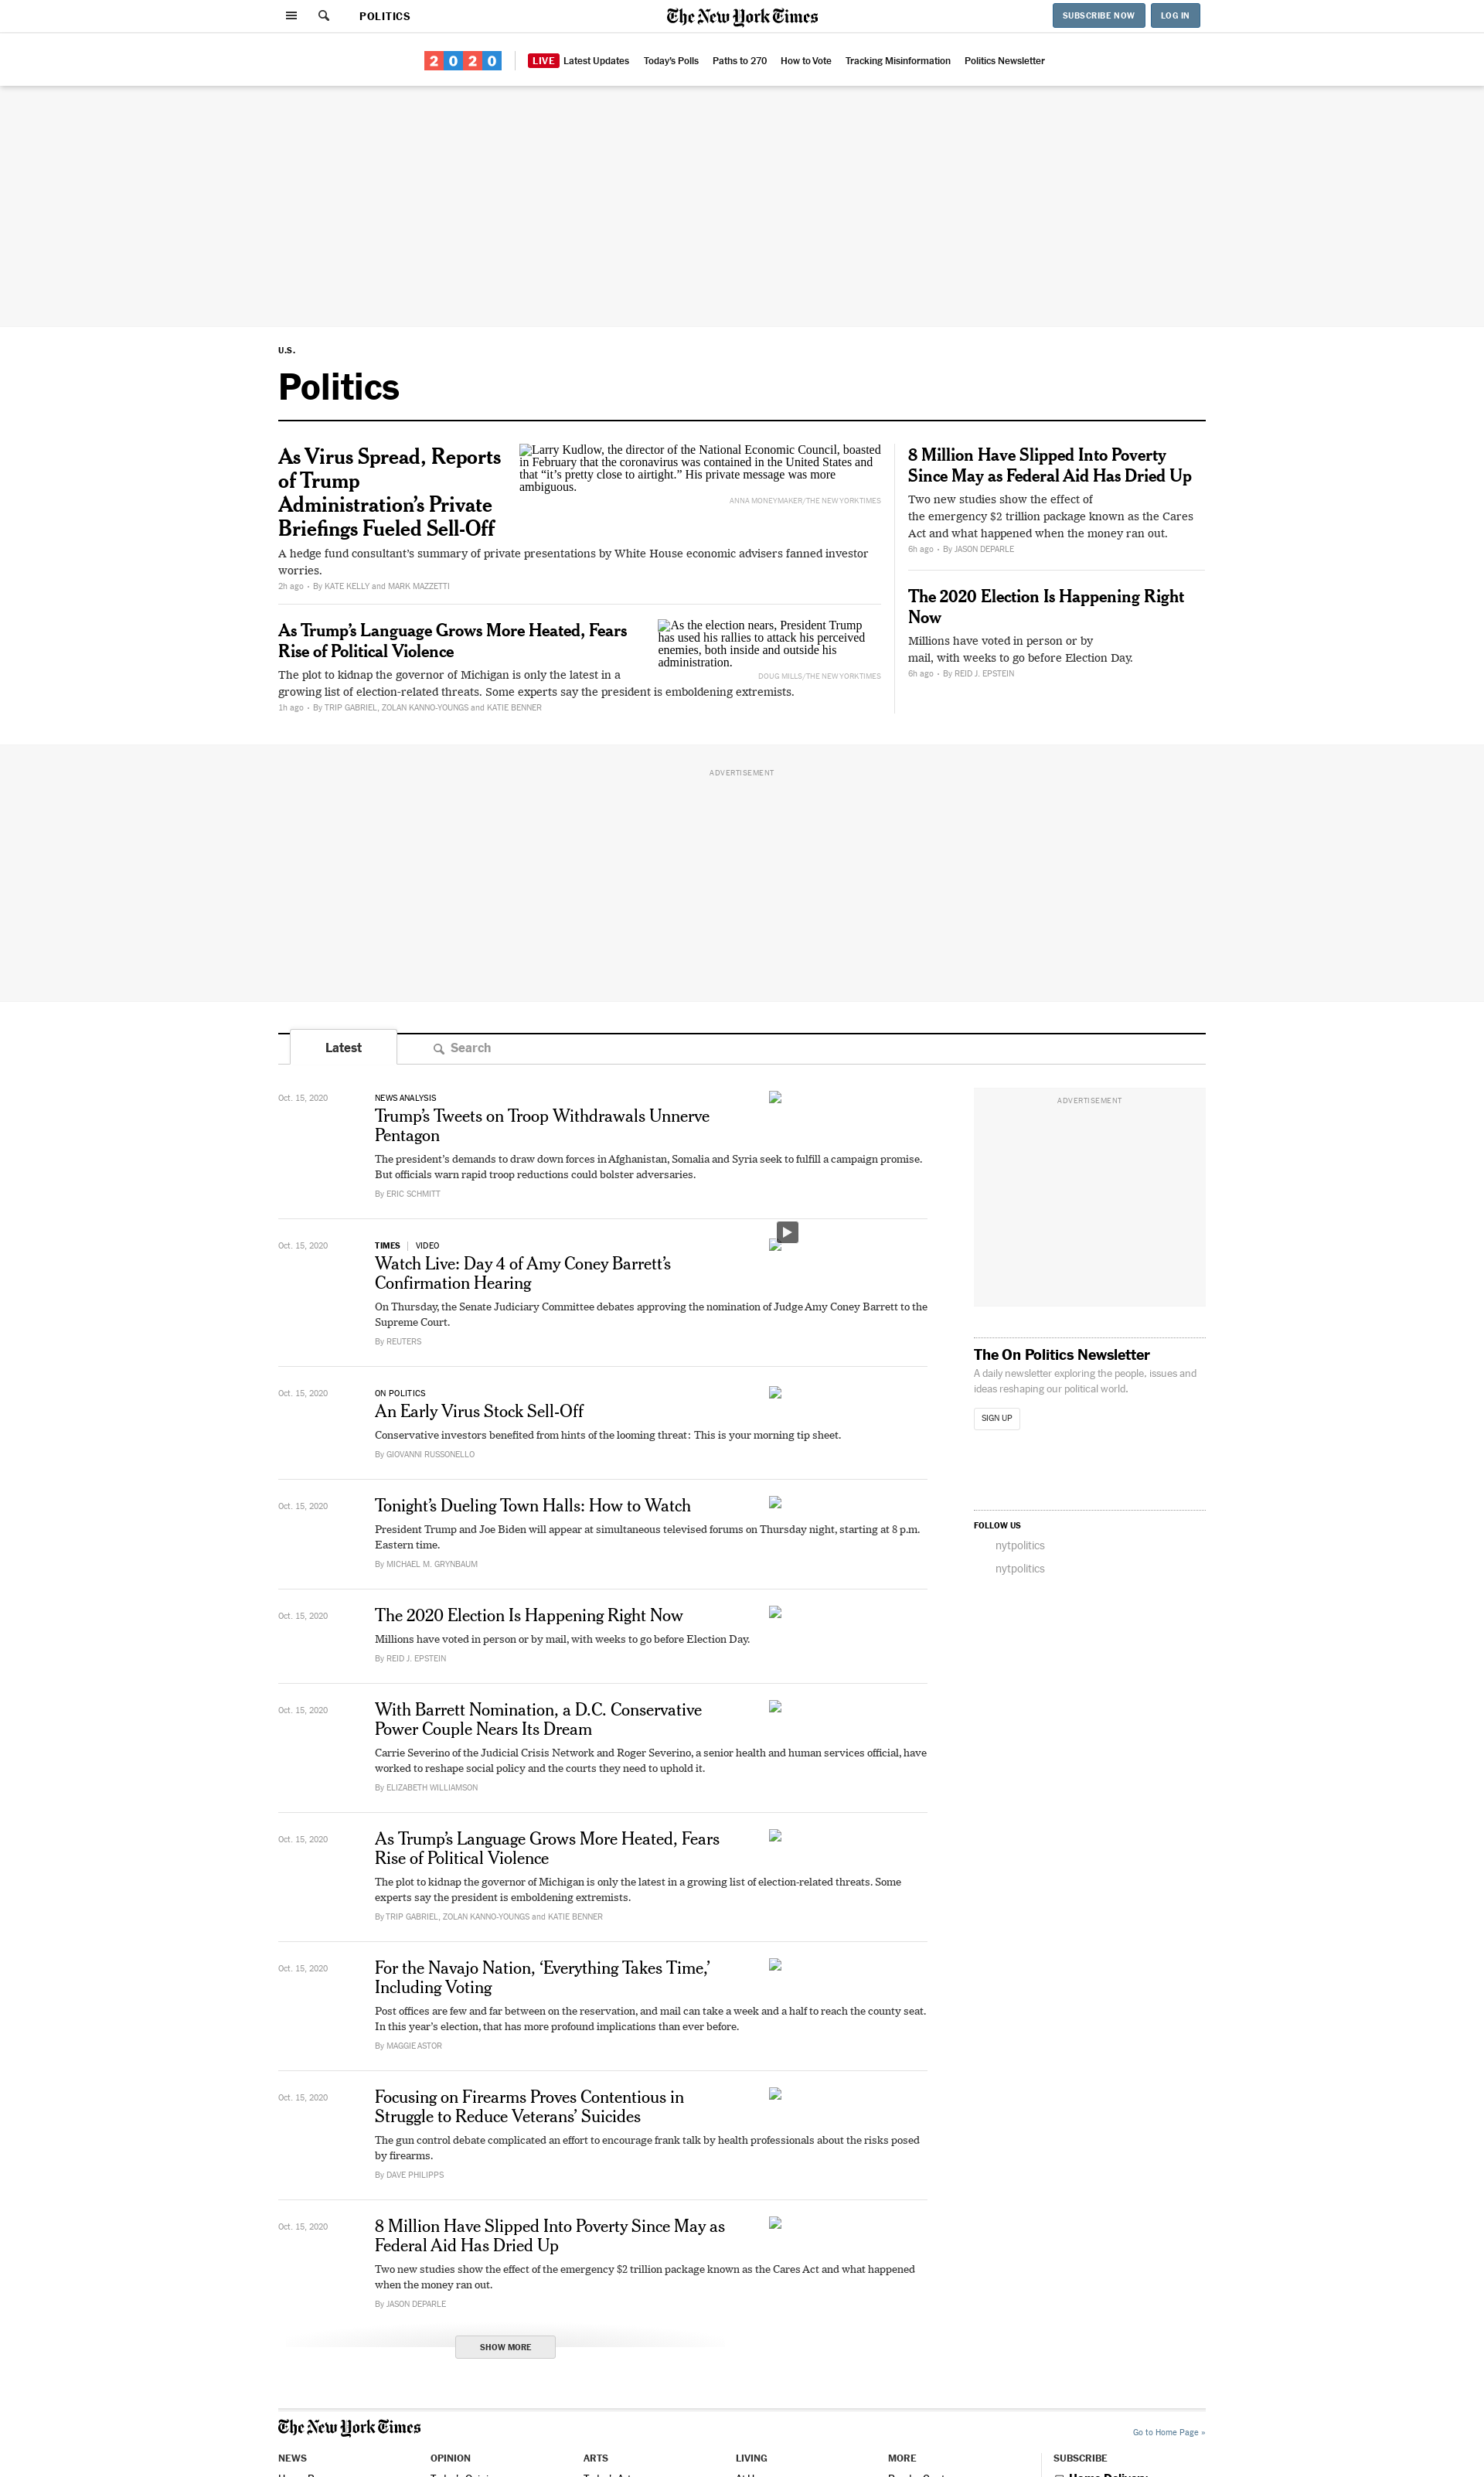 POLITICS
The New York Times
SUBSCRIBE NOW
LOG IN
2020
LIVE Latest Updates
Today's Polls
Paths to 270
How to Vote
Tracking Misinformation
Politics Newsletter
U.S.
Politics
As Virus Spread, Reports
of Trump
Administration’s Private
Briefings Fueled Sell-Off
Larry Kudlow, the director of the National Economic Council, boasted
in February that the coronavirus was contained in the United States and
that “it’s pretty close to airtight.” His private message was more
ambiguous.
ANNA MONEYMAKER/THE NEW YORK TIMES
A hedge fund consultant’s summary of private presentations by White House economic advisers fanned investor
worries.
2h ago • By KATE KELLY and MARK MAZZETTI
As Trump’s Language Grows More Heated, Fears
Rise of Political Violence
As the election nears, President Trump
has used his rallies to attack his perceived
enemies, both inside and outside his
administration.
DOUG MILLS/THE NEW YORK TIMES
The plot to kidnap the governor of Michigan is only the latest in a
growing list of election-related threats. Some experts say the president is emboldening extremists.
1h ago • By TRIP GABRIEL, ZOLAN KANNO-YOUNGS and KATIE BENNER
8 Million Have Slipped Into Poverty
Since May as Federal Aid Has Dried Up
Two new studies show the effect of
the emergency $2 trillion package known as the Cares
Act and what happened when the money ran out.
6h ago • By JASON DEPARLE
The 2020 Election Is Happening Right
Now
Millions have voted in person or by
mail, with weeks to go before Election Day.
6h ago • By REID J. EPSTEIN
ADVERTISEMENT
Latest
Search
Oct. 15, 2020
NEWS ANALYSIS
Trump’s Tweets on Troop Withdrawals Unnerve
Pentagon
The president’s demands to draw down forces in Afghanistan, Somalia and Syria seek to fulfill a campaign promise.
But officials warn rapid troop reductions could bolster adversaries.
By ERIC SCHMITT
Oct. 15, 2020
TIMES | VIDEO
Watch Live: Day 4 of Amy Coney Barrett’s
Confirmation Hearing
On Thursday, the Senate Judiciary Committee debates approving the nomination of Judge Amy Coney Barrett to the
Supreme Court.
By REUTERS
Oct. 15, 2020
ON POLITICS
An Early Virus Stock Sell-Off
Conservative investors benefited from hints of the looming threat: This is your morning tip sheet.
By GIOVANNI RUSSONELLO
Oct. 15, 2020
Tonight’s Dueling Town Halls: How to Watch
President Trump and Joe Biden will appear at simultaneous televised forums on Thursday night, starting at 8 p.m.
Eastern time.
By MICHAEL M. GRYNBAUM
Oct. 15, 2020
The 2020 Election Is Happening Right Now
Millions have voted in person or by mail, with weeks to go before Election Day.
By REID J. EPSTEIN
Oct. 15, 2020
With Barrett Nomination, a D.C. Conservative
Power Couple Nears Its Dream
Carrie Severino of the Judicial Crisis Network and Roger Severino, a senior health and human services official, have
worked to reshape social policy and the courts they need to uphold it.
By ELIZABETH WILLIAMSON
Oct. 15, 2020
As Trump’s Language Grows More Heated, Fears
Rise of Political Violence
The plot to kidnap the governor of Michigan is only the latest in a growing list of election-related threats. Some
experts say the president is emboldening extremists.
By TRIP GABRIEL, ZOLAN KANNO-YOUNGS and KATIE BENNER
Oct. 15, 2020
For the Navajo Nation, ‘Everything Takes Time,’
Including Voting
Post offices are few and far between on the reservation, and mail can take a week and a half to reach the county seat.
In this year’s election, that has more profound implications than ever before.
By MAGGIE ASTOR
Oct. 15, 2020
Focusing on Firearms Proves Contentious in
Struggle to Reduce Veterans’ Suicides
The gun control debate complicated an effort to encourage frank talk by health professionals about the risks posed
by firearms.
By DAVE PHILIPPS
Oct. 15, 2020
8 Million Have Slipped Into Poverty Since May as
Federal Aid Has Dried Up
Two new studies show the effect of the emergency $2 trillion package known as the Cares Act and what happened
when the money ran out.
By JASON DEPARLE
SHOW MORE
ADVERTISEMENT
The On Politics Newsletter
A daily newsletter exploring the people, issues and
ideas reshaping our political world.
SIGN UP
FOLLOW US
nytpolitics
nytpolitics
The New York Times
Go to Home Page »
NEWS
OPINION
ARTS
LIVING
MORE
SUBSCRIBE